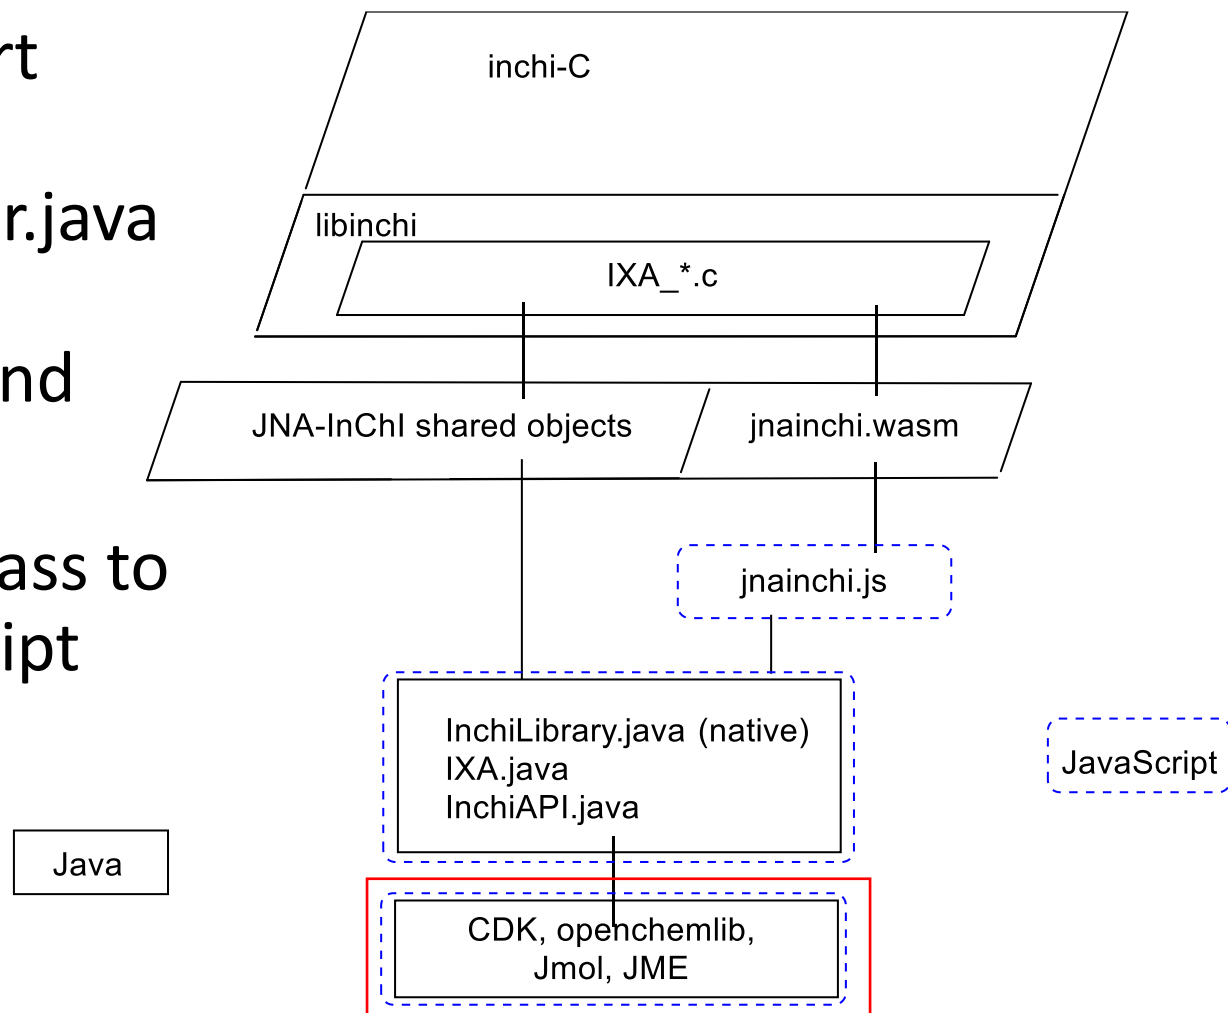 rt
r.java
nd
ass to
ipt
inchi-C
libinchi
IXA_*.c
JNA-InChI shared objects
jnainchi.wasm
jnainchi.js
InchiLibrary.java (native)
IXA.java
InchiAPI.java
JavaScript
Java
CDK, openchemlib,
Jmol, JME